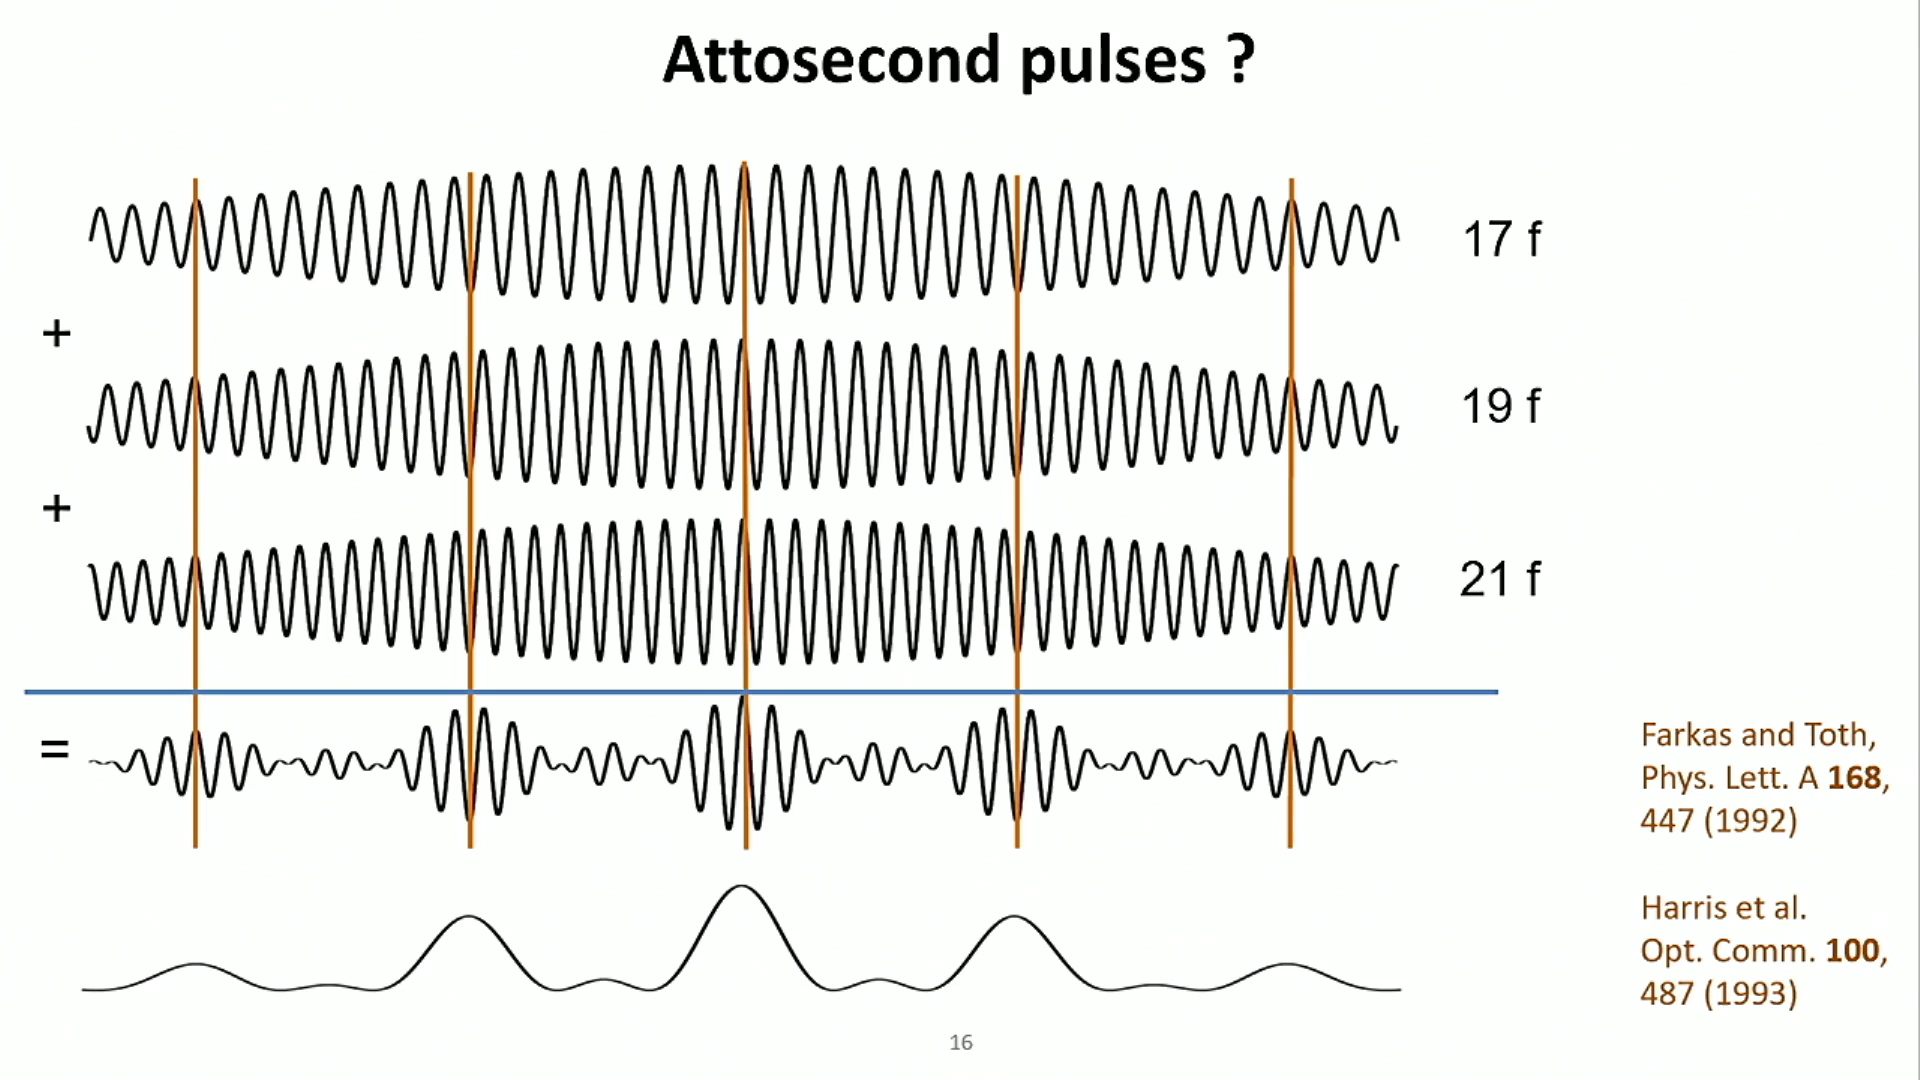 Attosecond pulses ?
17 f
+
19 f
+
21 f
=
Farkas and Toth,
Phys. Lett. A 168,
447 (1992)
Harris et al.
Opt. Comm. 100,
487 (1993)
16